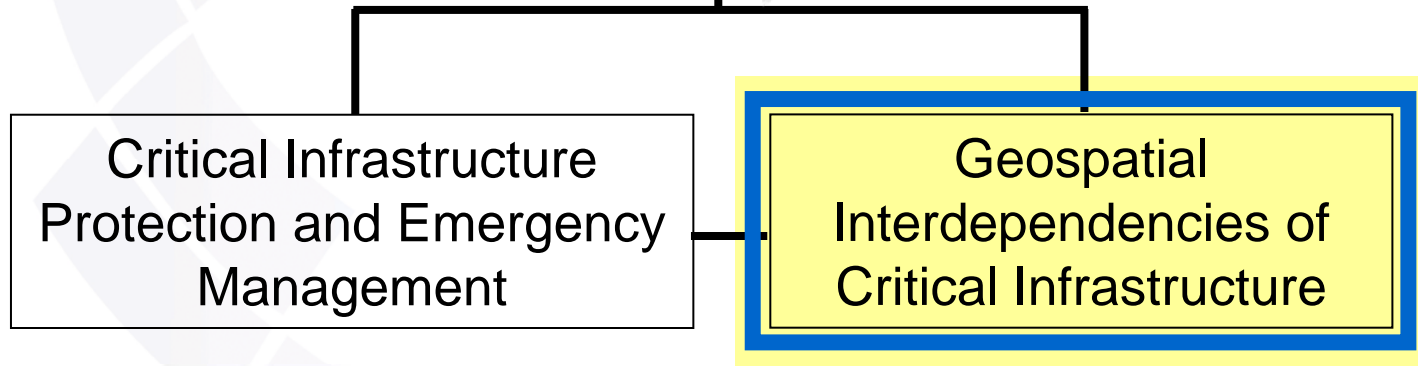 Critical Infrastructure
Protection and Emergency
Management
Geospatial
Interdependencies of
Critical Infrastructure